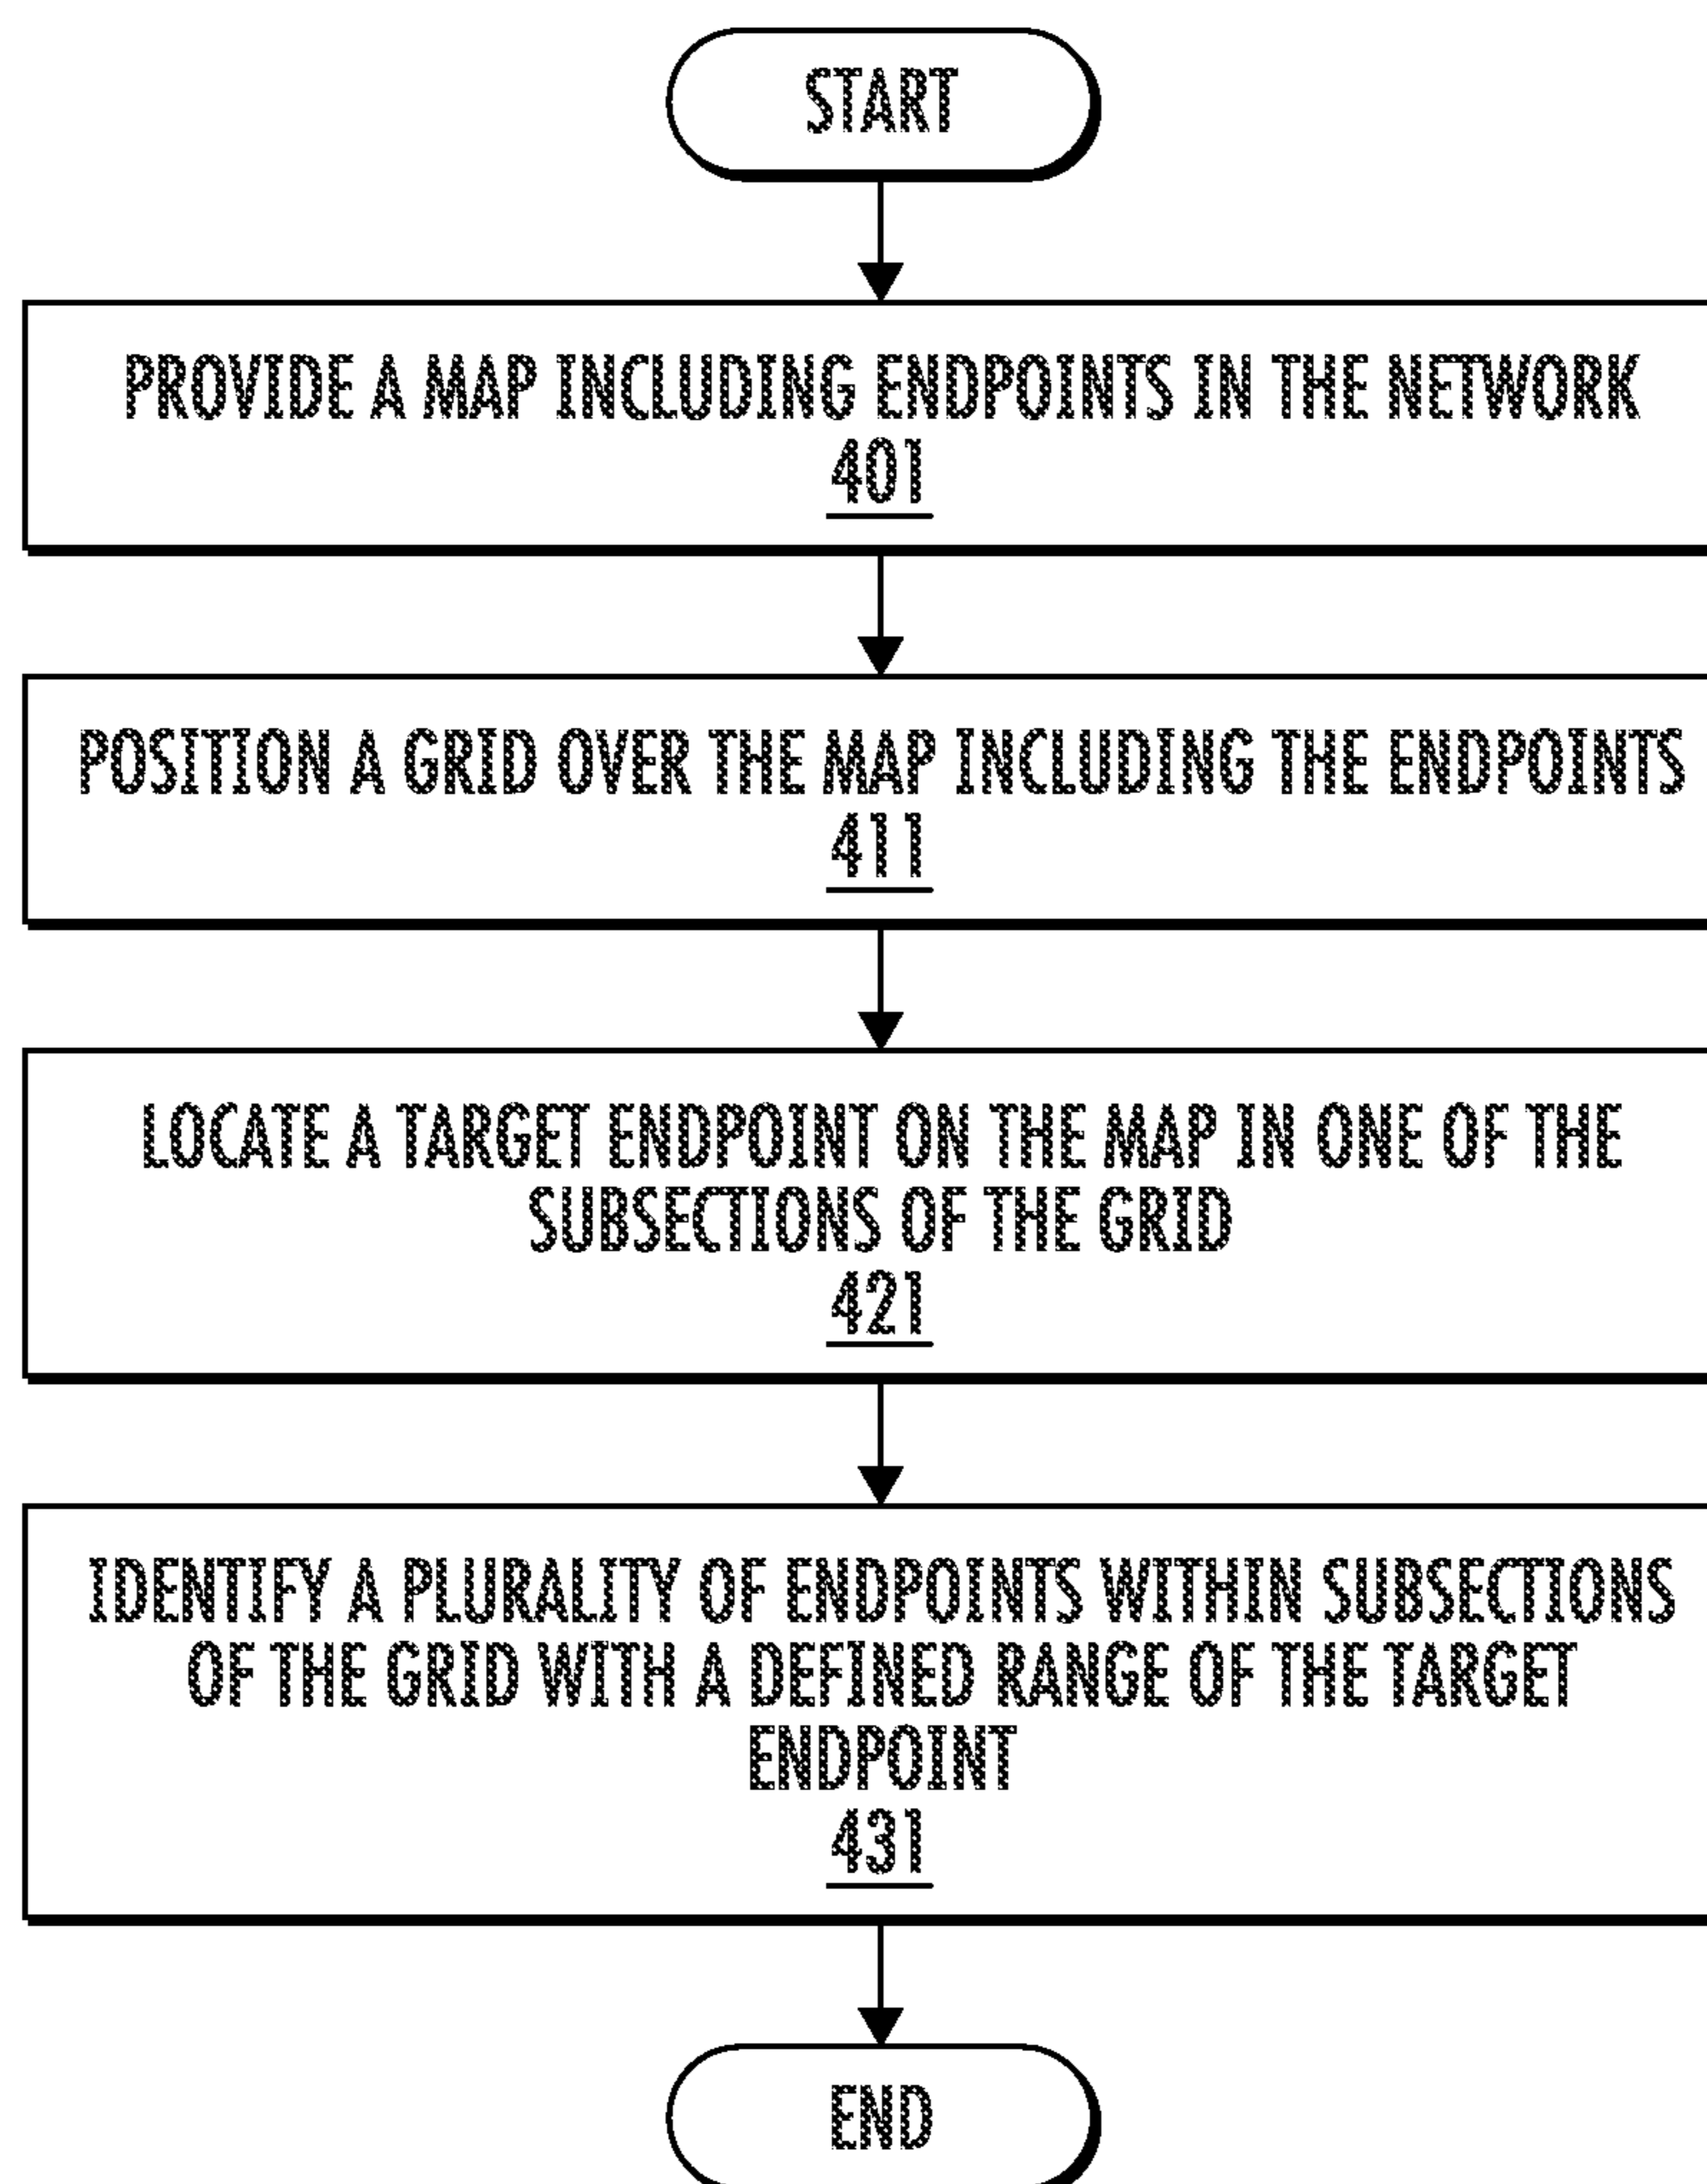 START
PROVIDE A MAP INCLUDING ENDPOINTS IN THE NETWORK
401
POSITION A GRID OVER THE MAP INCLUDING THE ENDPOINTS
411
LOCATE A TARGET ENDPOINT ON THE MAP IN ONE OF THE
SUBSECTIONS OF THE GRID
421
IDENTIFY A PLURALITY OF ENDPOINTS WITHIN SUBSECTIONS
OF THE GRID WITH A DEFINED RANGE OF THE TARGET
ENDPOINT
431
END